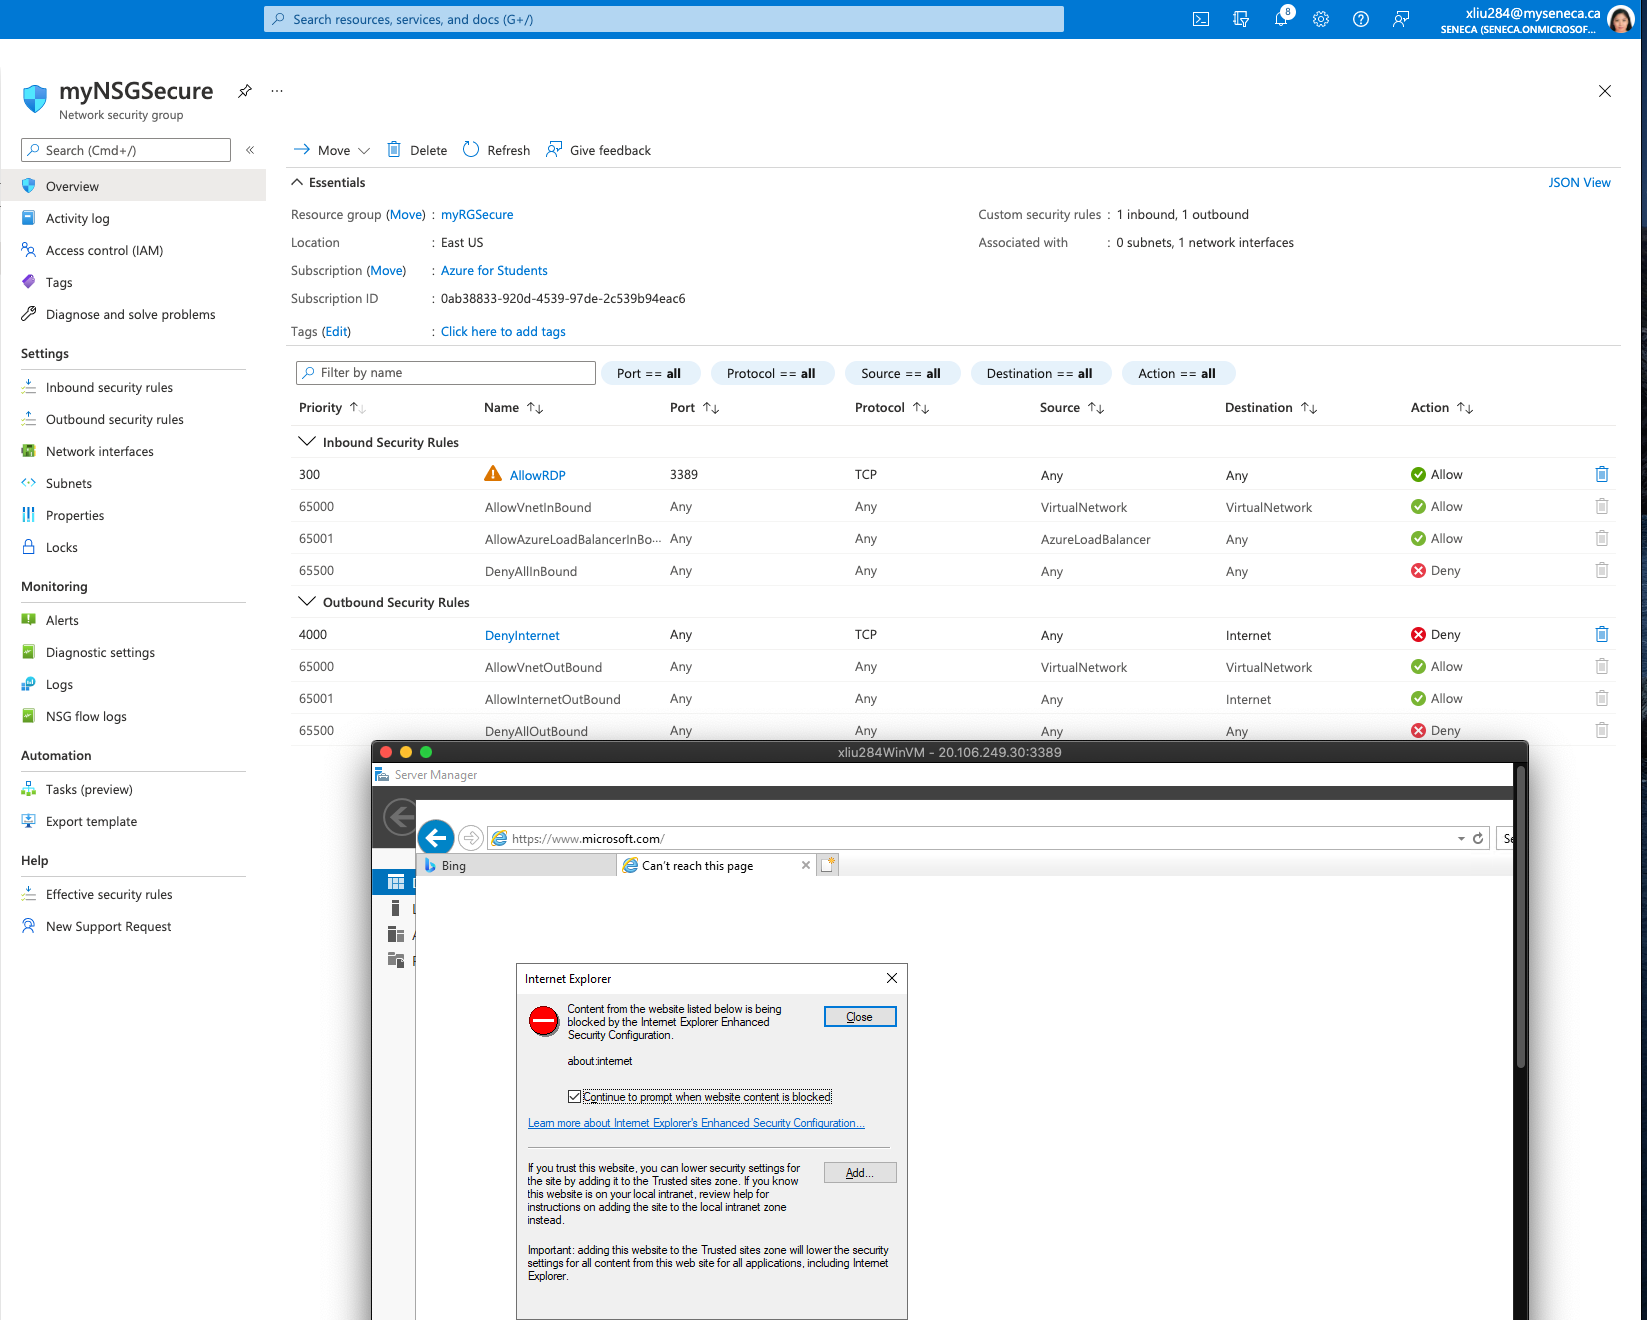 Search resources, services, and docs (G+/)
8
xliu284@myseneca.ca
SENECA (SENECA.ONMICROSOF...
myNSGSecure
...
Network security group
Search (Cmd+/)
«
Move
Delete
Refresh
Give feedback
Overview
Activity log
Access control (IAM)
Tags
Diagnose and solve problems
Settings
Inbound security rules
Outbound security rules
Network interfaces
Subnets
Properties
Locks
Monitoring
Alerts
Diagnostic settings
Logs
NSG flow logs
Automation
Tasks (preview)
Export template
Help
Effective security rules
New Support Request
Essentials
JSON View
Resource group (Move) : myRGSecure
Location : East US
Subscription (Move) : Azure for Students
Subscription ID : 0ab38833-920d-4539-97de-2c539b94eac6
Tags (Edit) : Click here to add tags
Custom security rules : 1 inbound, 1 outbound
Associated with : 0 subnets, 1 network interfaces
Filter by name
Port == all
Protocol == all
Source == all
Destination == all
Action == all
Priority Name Port Protocol Source Destination Action
Inbound Security Rules
300 AllowRDP 3389 TCP Any Any Allow
65000 AllowVnetInBound Any Any VirtualNetwork VirtualNetwork Allow
65001 AllowAzureLoadBalancerInBo... Any Any AzureLoadBalancer Any Allow
65500 DenyAllInBound Any Any Any Any Deny
Outbound Security Rules
4000 DenyInternet Any TCP Any Internet Deny
65000 AllowVnetOutBound Any Any VirtualNetwork VirtualNetwork Allow
65001 AllowInternetOutBound Any Any Any Internet Allow
65500 DenyAllOutBound Any Any Any Any Deny
xliu284WinVM - 20.106.249.30:3389
Server Manager
https://www.microsoft.com/
Se
Bing
Can't reach this page
Internet Explorer
Content from the website listed below is being
blocked by the Internet Explorer Enhanced
Security Configuration.
Close
about:internet
Continue to prompt when website content is blocked
Learn more about Internet Explorer's Enhanced Security Configuration...
If you trust this website, you can lower security settings for
the site by adding it to the Trusted sites zone. If you know
this website is on your local intranet, review help for
instructions on adding the site to the local intranet zone
instead.
Add...
Important: adding this website to the Trusted sites zone will lower the security
settings for all content from this web site for all applications, including Internet
Explorer.